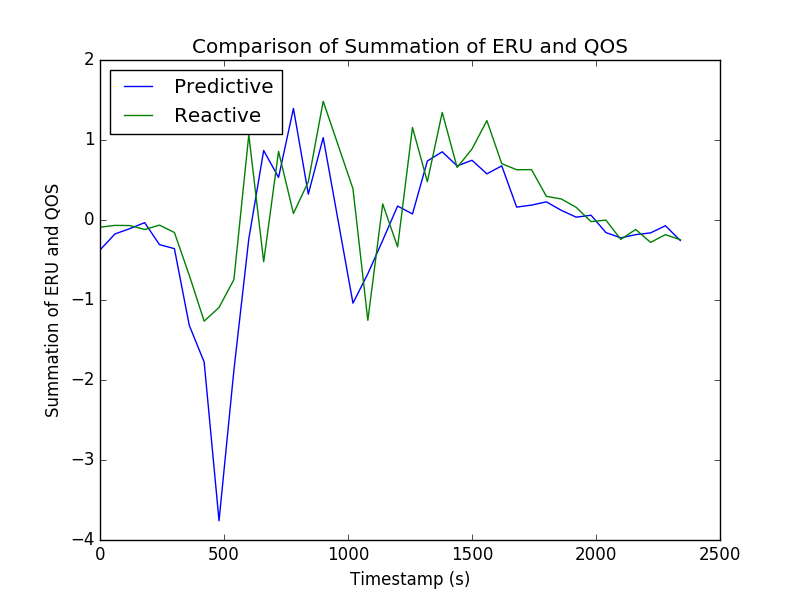 Comparison of Summation of ERU and QOS
Predictive
Reactive
2
1
0
−1
−2
−3
−4
Summation of ERU and QOS
0
500
1000
1500
2000
2500
Timestamp (s)